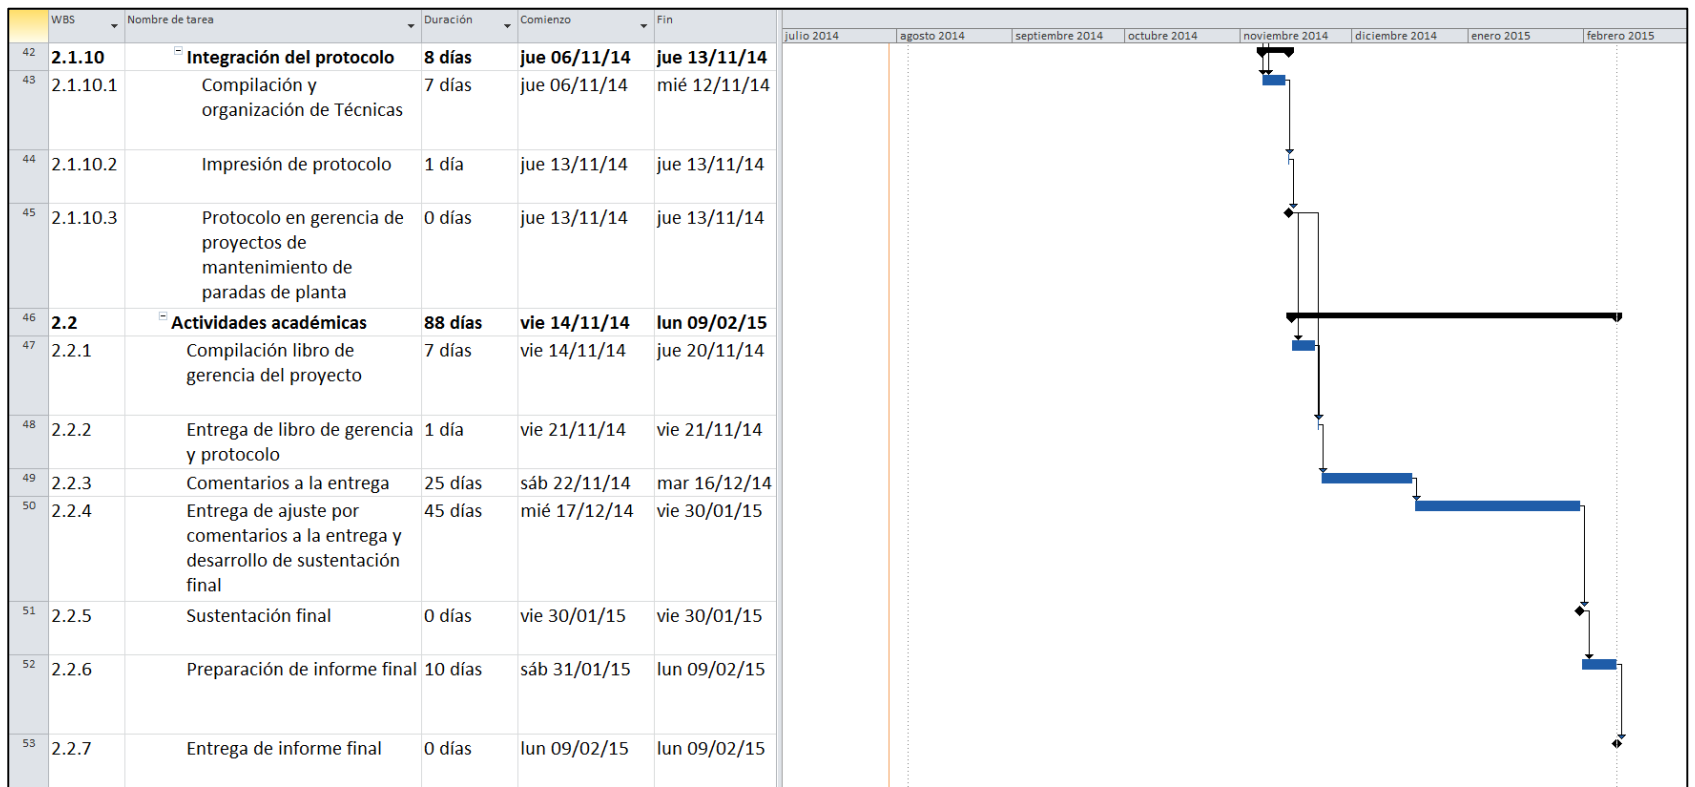 WBS Nombre de tarea Duración Comienzo Fin
julio 2014 agosto 2014 septiembre 2014 octubre 2014 noviembre 2014 diciembre 2014 enero 2015 febrero 2015
42 2.1.10 Integración del protocolo 8 días jue 06/11/14 jue 13/11/14
43 2.1.10.1 Compilación y 7 días jue 06/11/14 mié 12/11/14
organización de Técnicas
44 2.1.10.2 Impresión de protocolo 1 día jue 13/11/14 jue 13/11/14
45 2.1.10.3 Protocolo en gerencia de 0 días jue 13/11/14 jue 13/11/14
proyectos de
mantenimiento de
paradas de planta
46 2.2 Actividades académicas 88 días vie 14/11/14 lun 09/02/15
47 2.2.1 Compilación libro de 7 días vie 14/11/14 jue 20/11/14
gerencia del proyecto
48 2.2.2 Entrega de libro de gerencia 1 día vie 21/11/14 vie 21/11/14
y protocolo
49 2.2.3 Comentarios a la entrega 25 días sáb 22/11/14 mar 16/12/14
50 2.2.4 Entrega de ajuste por 45 días mié 17/12/14 vie 30/01/15
comentarios a la entrega y
desarrollo de sustentación
final
51 2.2.5 Sustentación final 0 días vie 30/01/15 vie 30/01/15
52 2.2.6 Preparación de informe final 10 días sáb 31/01/15 lun 09/02/15
53 2.2.7 Entrega de informe final 0 días lun 09/02/15 lun 09/02/15